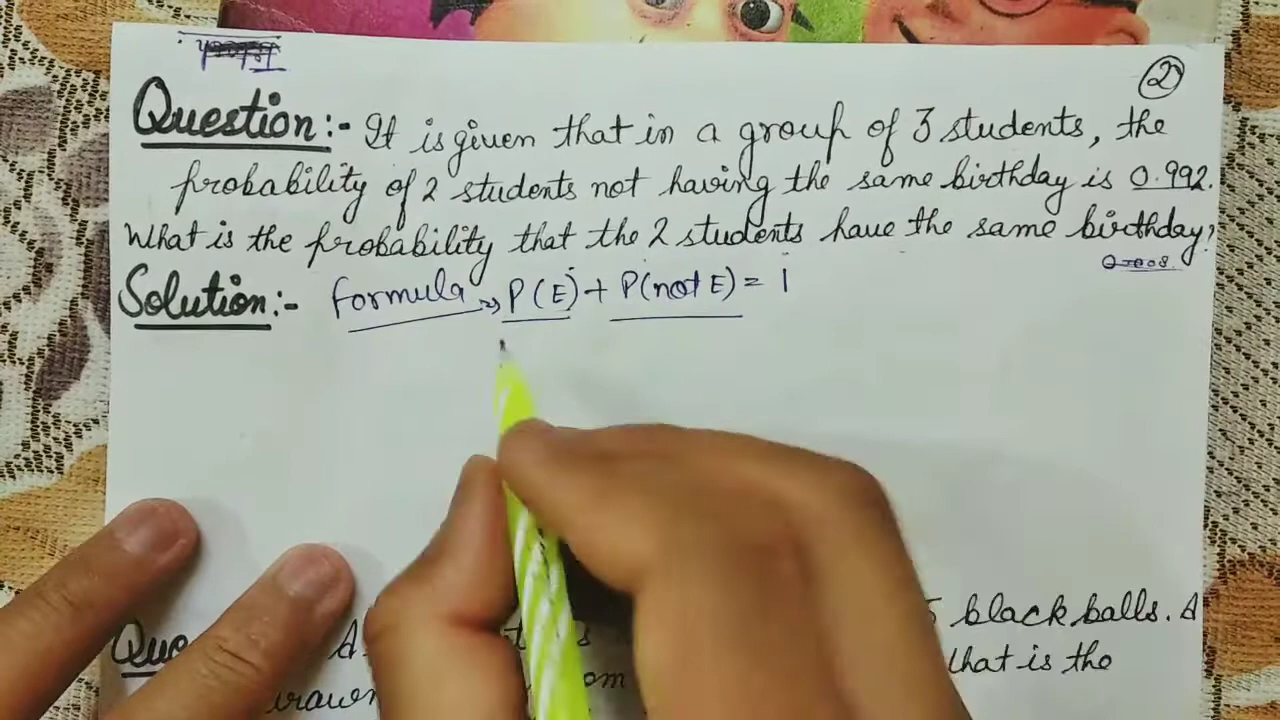 ②
Question:- It is given that in a group of 3 students, the
probability of 2 students not having the same birthday is 0.992.
What is the probability that the 2 students have the same birthday?
0.008.
Solution:- formula → P(E) + P(not E) = 1
black balls. A
Que A
that is the